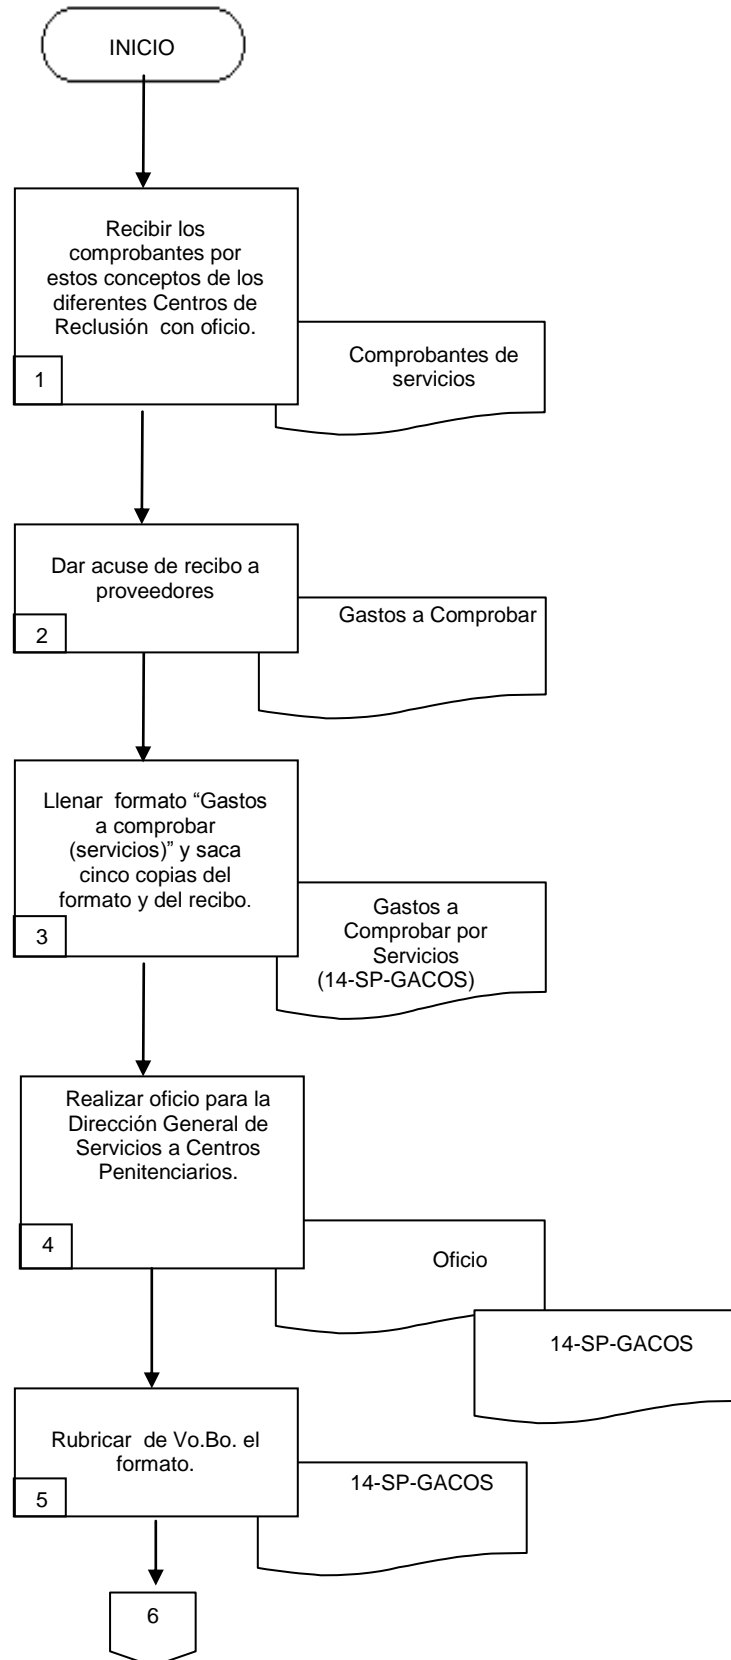 INICIO
Recibir los
comprobantes por
estos conceptos de los
diferentes Centros de
Reclusión con oficio.
1
Comprobantes de
servicios
Dar acuse de recibo a
proveedores
2
Gastos a Comprobar
Llenar formato “Gastos
a comprobar
(servicios)” y saca
cinco copias del
formato y del recibo.
3
Gastos a
Comprobar por
Servicios
(14-SP-GACOS)
Realizar oficio para la
Dirección General de
Servicios a Centros
Penitenciarios.
4
Oficio
14-SP-GACOS
Rubricar de Vo.Bo. el
formato.
5
14-SP-GACOS
6